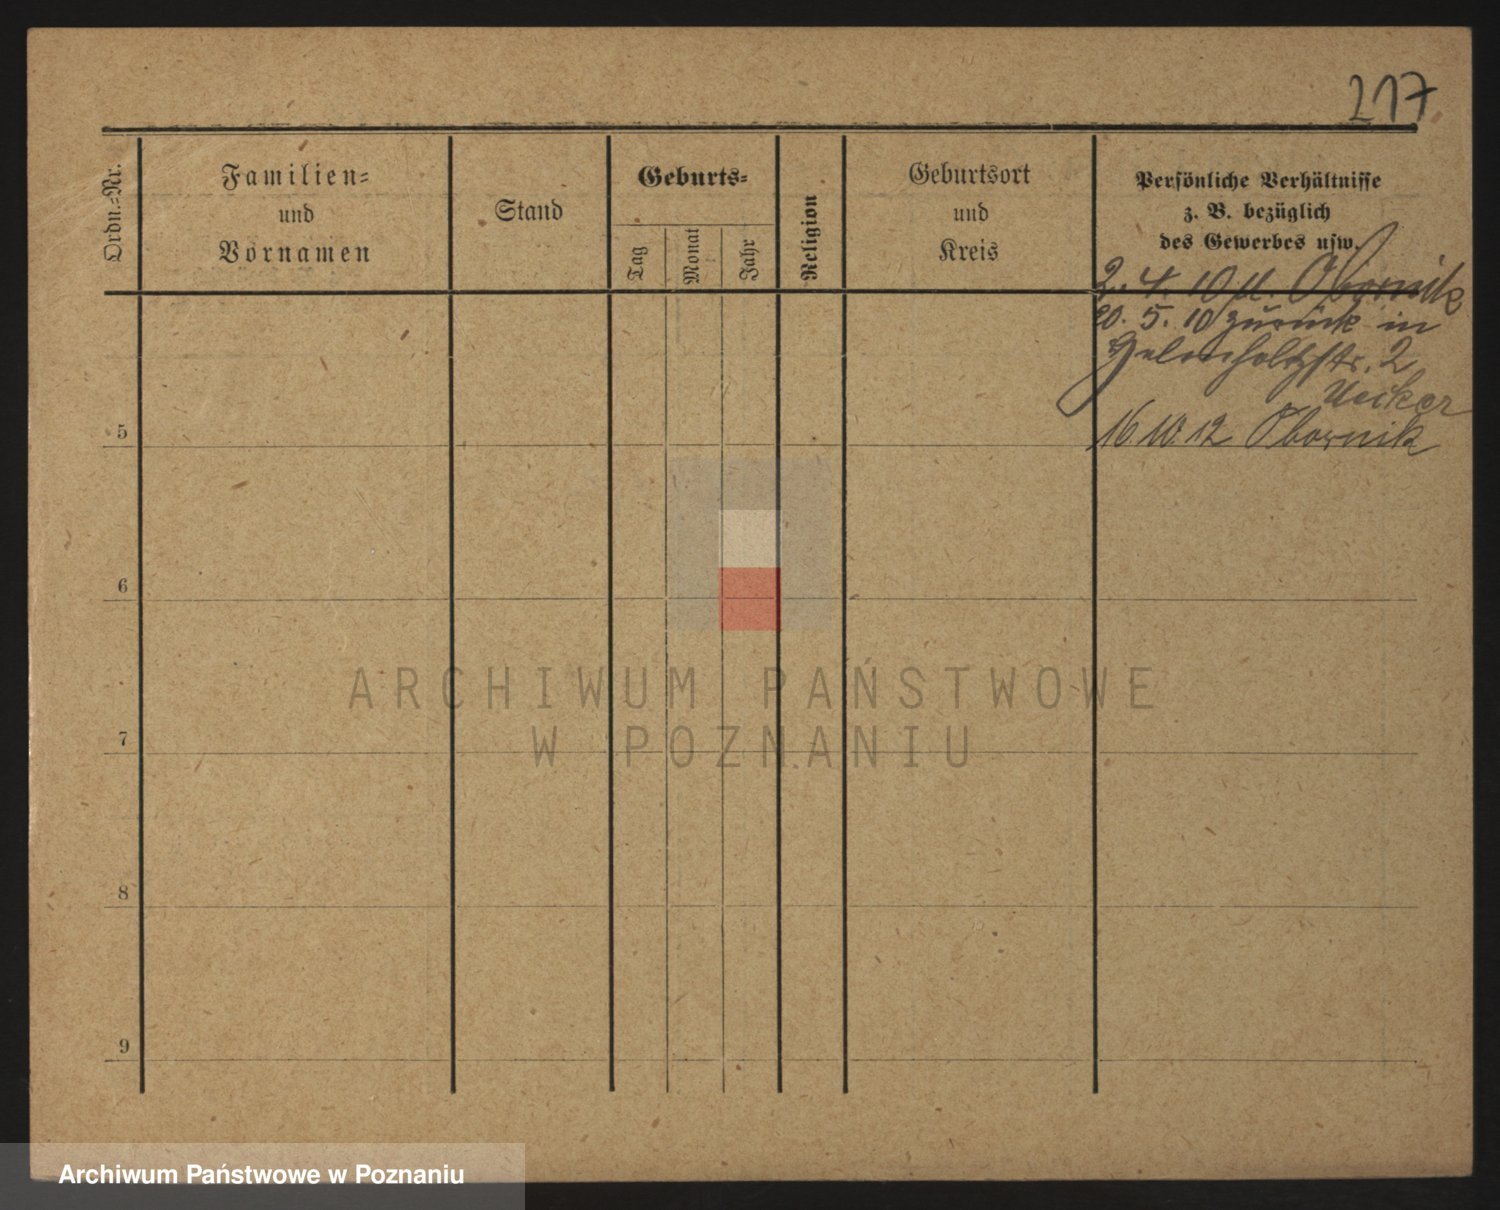 217
Ordn.-Nr.
Familien-
und
Vornamen
Stand
Geburts-
Tag
Monat
Jahr
Religion
Geburtsort
und
Kreis
Persönliche Verhältnisse
z. B. bezüglich
des Gewerbes usw.
2. 4. 10 Obornik
20. 5. 10 zurück in
str. 2
Uecker
16 10. 12 Obornik
5
6
7
8
9
ARCHIWUM PAŃSTWOWE
W POZNANIU
Archiwum Państwowe w Poznaniu